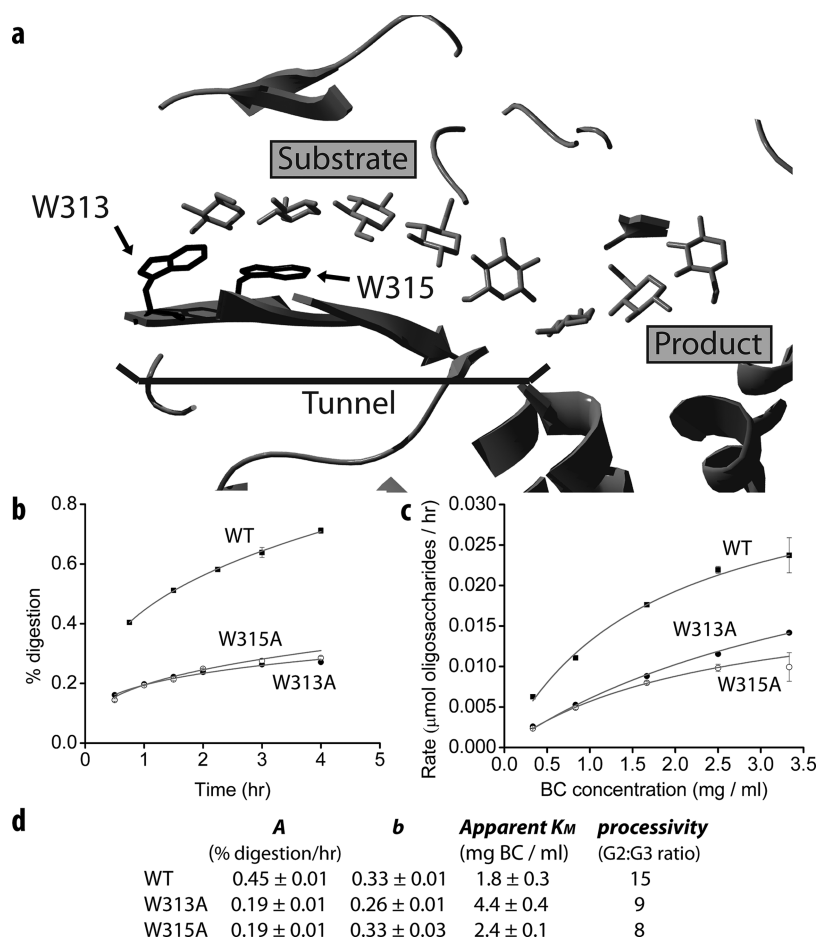 a
Substrate
W313
W315
Product
Tunnel
b
0.8
0.6
0.4
0.2
0.0
% digestion
WT
W315A
W313A
0 1 2 3 4 5
Time (hr)
c
0.030
0.025
0.020
0.015
0.010
0.005
0.000
Rate (μmol oligosaccharides / hr)
WT
W313A
W315A
0.0 0.5 1.0 1.5 2.0 2.5 3.0 3.5
BC concentration (mg / ml)
d
A b Apparent KM processivity
(% digestion/hr) (mg BC / ml) (G2:G3 ratio)
WT 0.45 ± 0.01 0.33 ± 0.01 1.8 ± 0.3 15
W313A 0.19 ± 0.01 0.26 ± 0.01 4.4 ± 0.4 9
W315A 0.19 ± 0.01 0.33 ± 0.03 2.4 ± 0.1 8